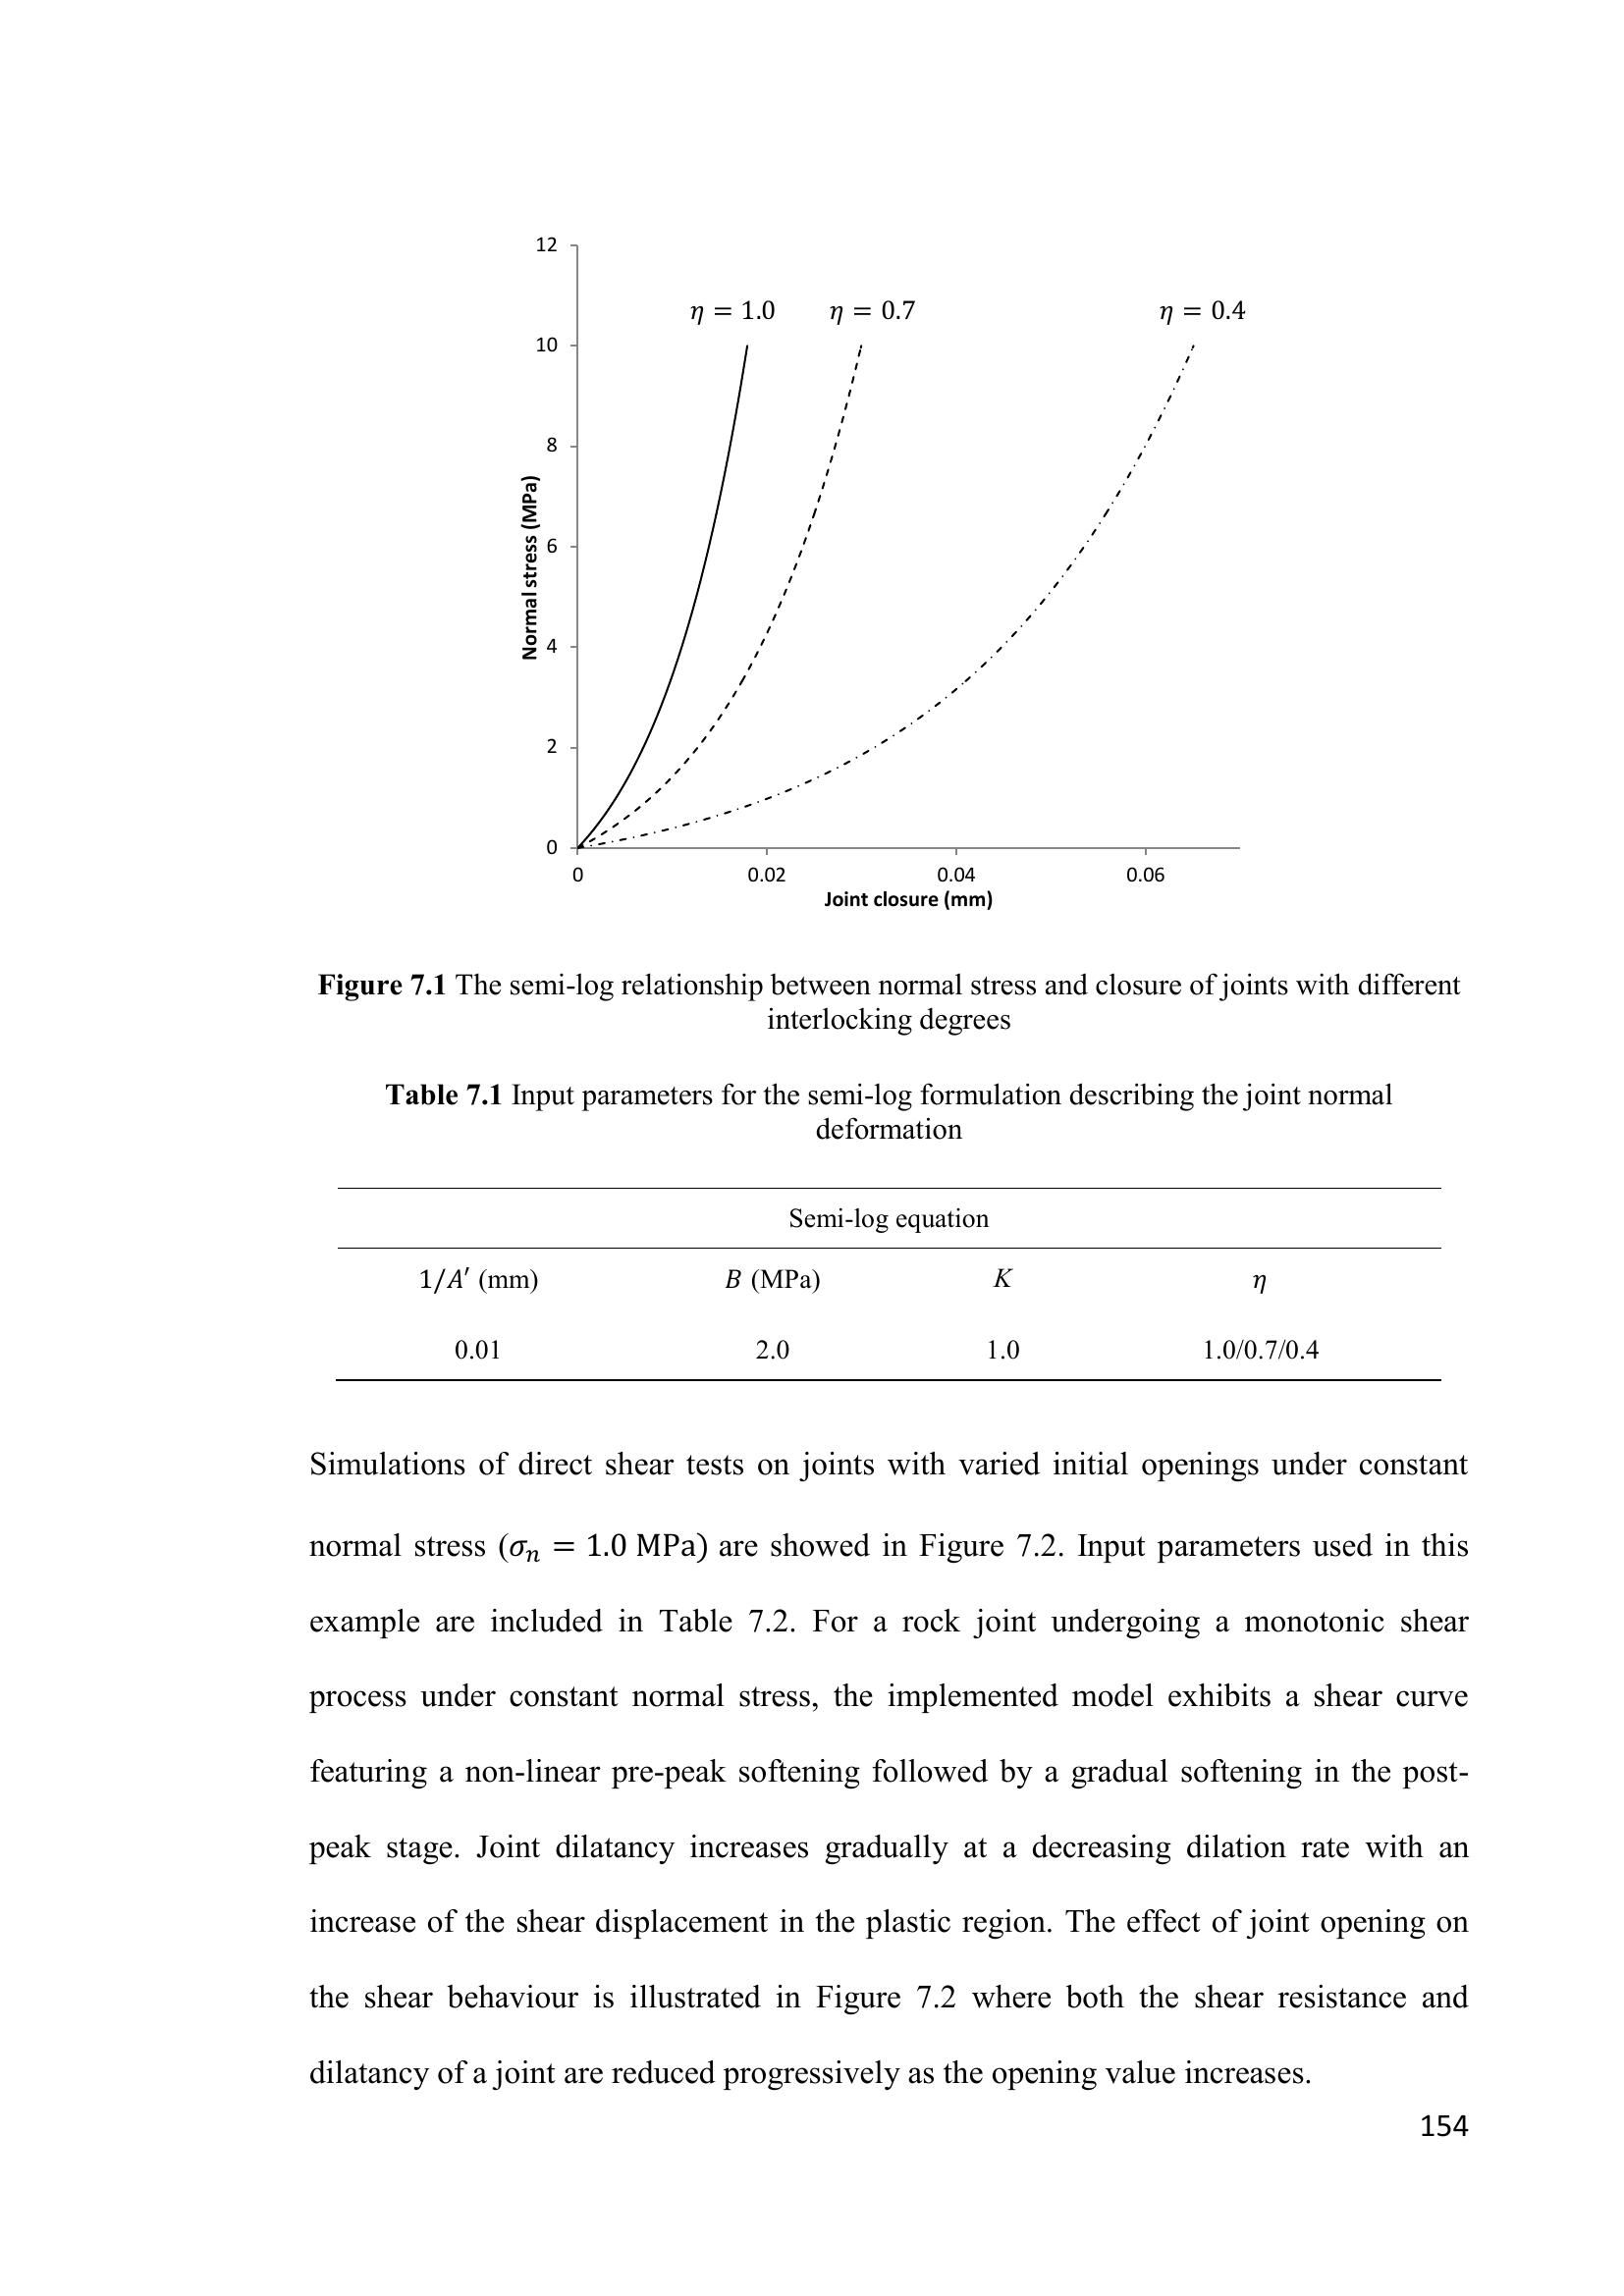 12
η = 1.0 η = 0.7 η = 0.4
10
8
6
4
2
0
Normal stress (MPa)
0 0.02 0.04 0.06
Joint closure (mm)
Figure 7.1 The semi-log relationship between normal stress and closure of joints with different
interlocking degrees
Table 7.1 Input parameters for the semi-log formulation describing the joint normal
deformation
Semi-log equation
1/A′ (mm) B (MPa) K η
0.01 2.0 1.0 1.0/0.7/0.4
Simulations of direct shear tests on joints with varied initial openings under constant
normal stress (σₙ = 1.0 MPa) are showed in Figure 7.2. Input parameters used in this
example are included in Table 7.2. For a rock joint undergoing a monotonic shear
process under constant normal stress, the implemented model exhibits a shear curve
featuring a non-linear pre-peak softening followed by a gradual softening in the post-
peak stage. Joint dilatancy increases gradually at a decreasing dilation rate with an
increase of the shear displacement in the plastic region. The effect of joint opening on
the shear behaviour is illustrated in Figure 7.2 where both the shear resistance and
dilatancy of a joint are reduced progressively as the opening value increases.
154